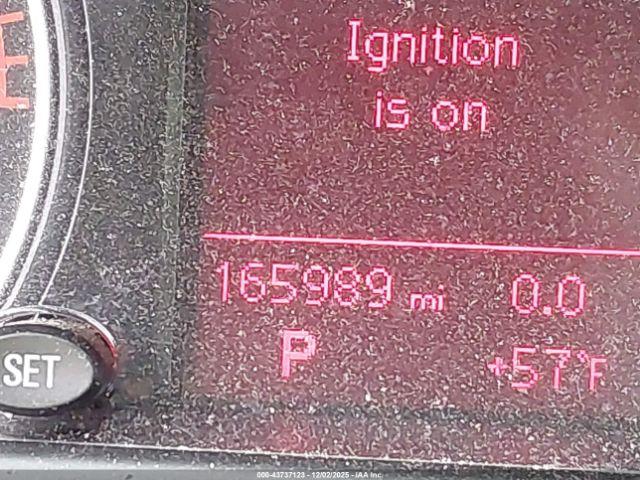 Ignition
is on
165989 mi 0.0
P +57°F
SET
000-43737123 - 12/02/2025 - IAA Inc.